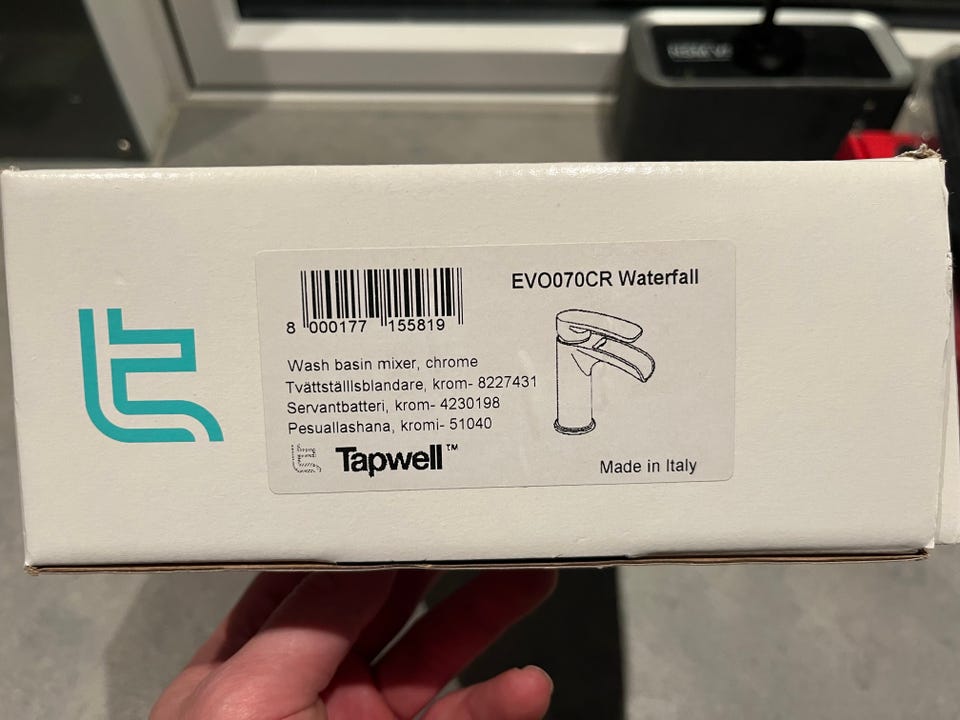 EVO070CR Waterfall
8 000177 155819
Wash basin mixer, chrome
Tvättställlsblandare, krom- 8227431
Servantbatteri, krom- 4230198
Pesuallashana, kromi- 51040
Tapwell™
Made in Italy